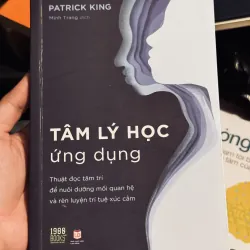 PATRICK KING
Minh Trang dịch
TÂM LÝ HỌC
ứng dụng
Thuật đọc tâm trí
để nuôi dưỡng mối quan hệ
và rèn luyện trí tuệ xúc cảm
1980
BOOKS